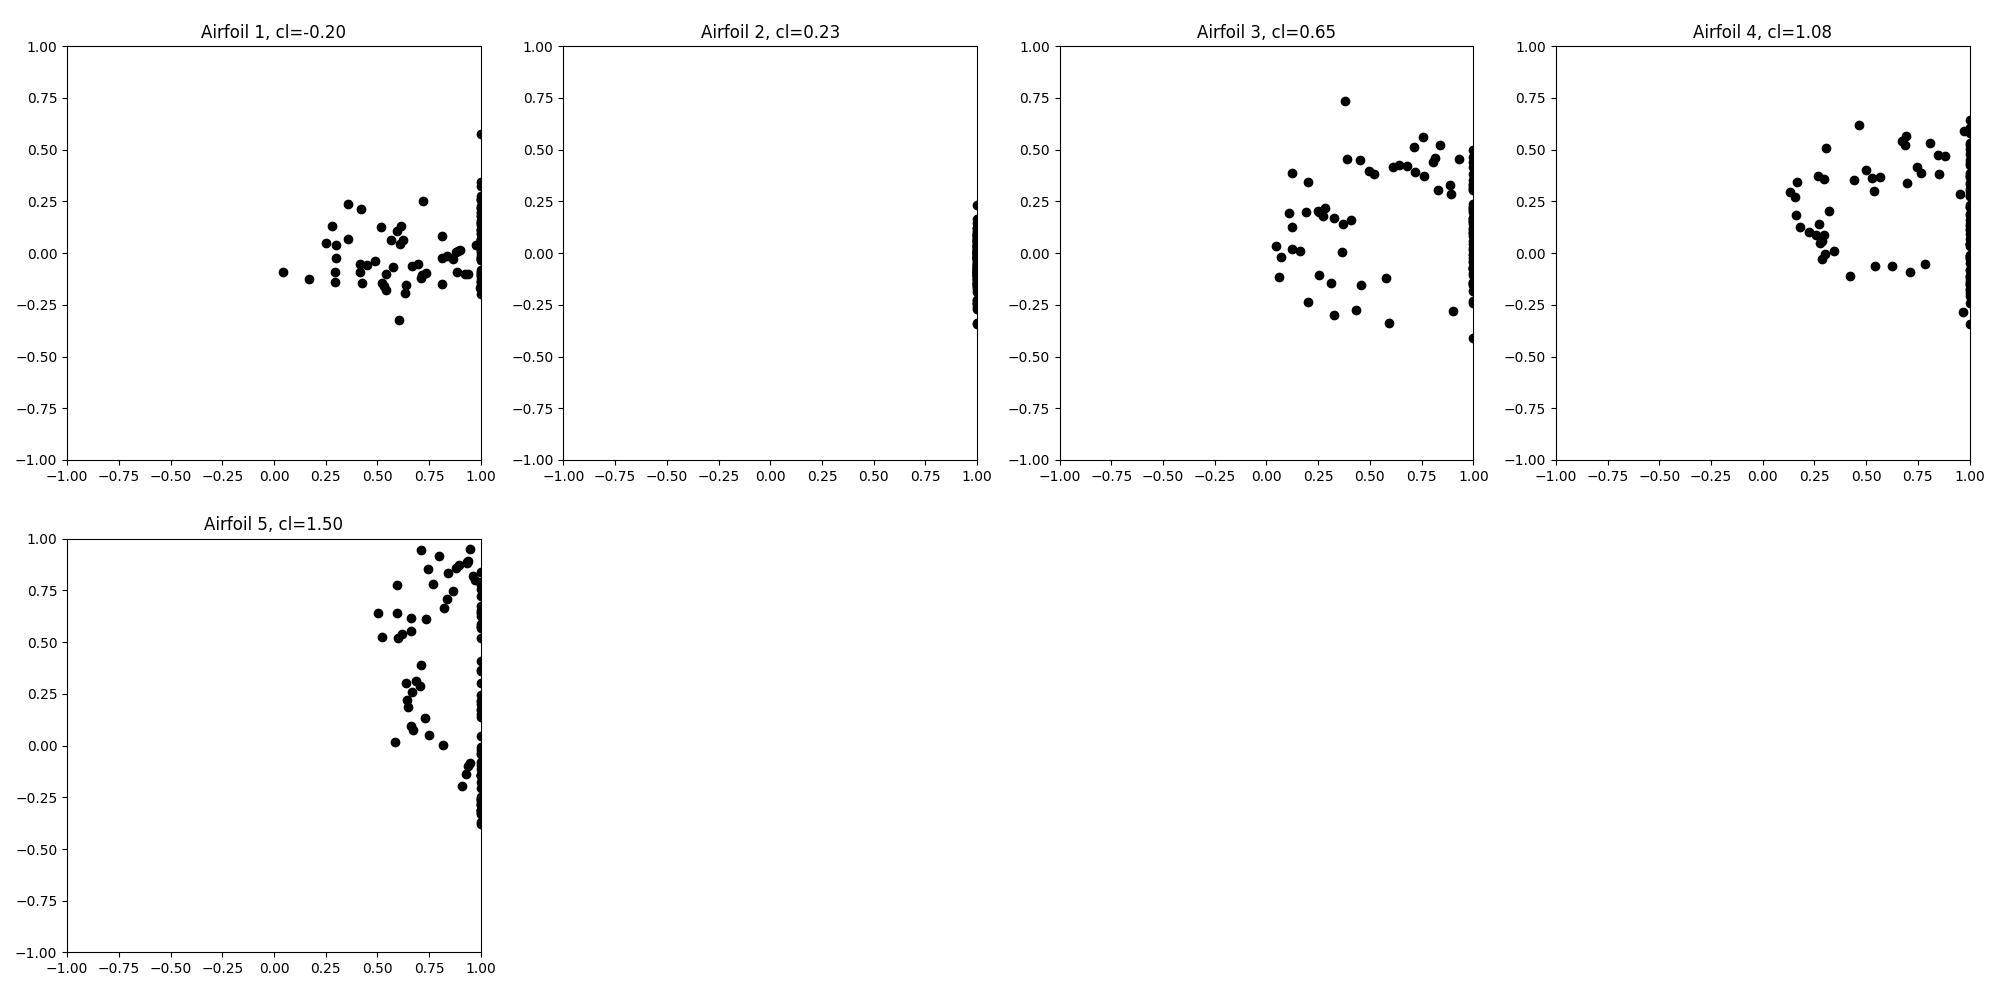 Airfoil 1, cl=-0.20
Airfoil 2, cl=0.23
Airfoil 3, cl=0.65
Airfoil 4, cl=1.08
1.00 1.00 1.00 1.00
0.75 0.75 0.75 0.75
0.50 0.50 0.50 0.50
0.25 0.25 0.25 0.25
0.00 0.00 0.00 0.00
−0.25 −0.25 −0.25 −0.25
−0.50 −0.50 −0.50 −0.50
−0.75 −0.75 −0.75 −0.75
−1.00 −1.00 −1.00 −1.00
−1.00 −0.75 −0.50 −0.25 0.00 0.25 0.50 0.75 1.00
−1.00 −0.75 −0.50 −0.25 0.00 0.25 0.50 0.75 1.00
−1.00 −0.75 −0.50 −0.25 0.00 0.25 0.50 0.75 1.00
−1.00 −0.75 −0.50 −0.25 0.00 0.25 0.50 0.75 1.00
Airfoil 5, cl=1.50
1.00
0.75
0.50
0.25
0.00
−0.25
−0.50
−0.75
−1.00
−1.00 −0.75 −0.50 −0.25 0.00 0.25 0.50 0.75 1.00